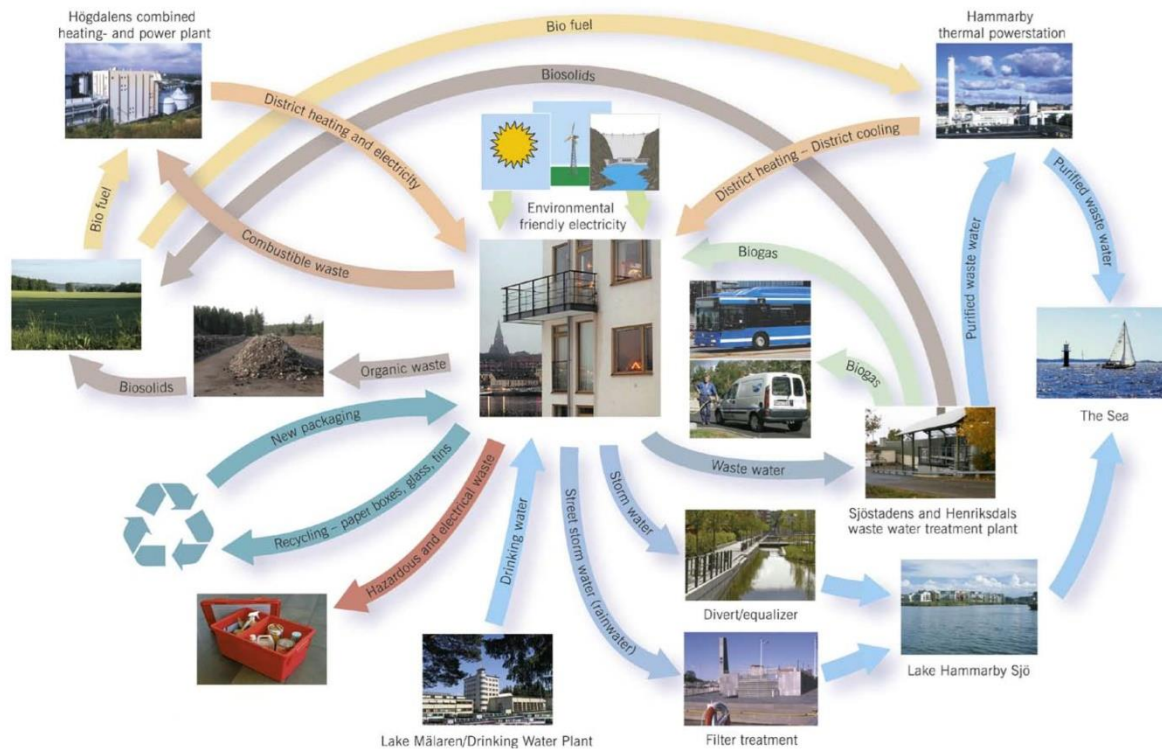 Högdalens combined
heating- and power plant
Bio fuel
Hammarby
thermal powerstation
Biosolids
District heating and electricity
District heating – District cooling
Environmental
friendly electricity
Bio fuel
Combustible waste
Biogas
Purified waste water
Purified waste water
Organic waste
Biosolids
Biogas
The Sea
New packaging
Recycling – paper boxes, glass, tins
Hazardous and electrical waste
Drinking water
Street storm water (rainwater)
Storm water
Waste water
Sjöstadens and Henriksdals
waste water treatment plant
Divert/equalizer
Lake Hammarby Sjö
Lake Mälaren/Drinking Water Plant
Filter treatment